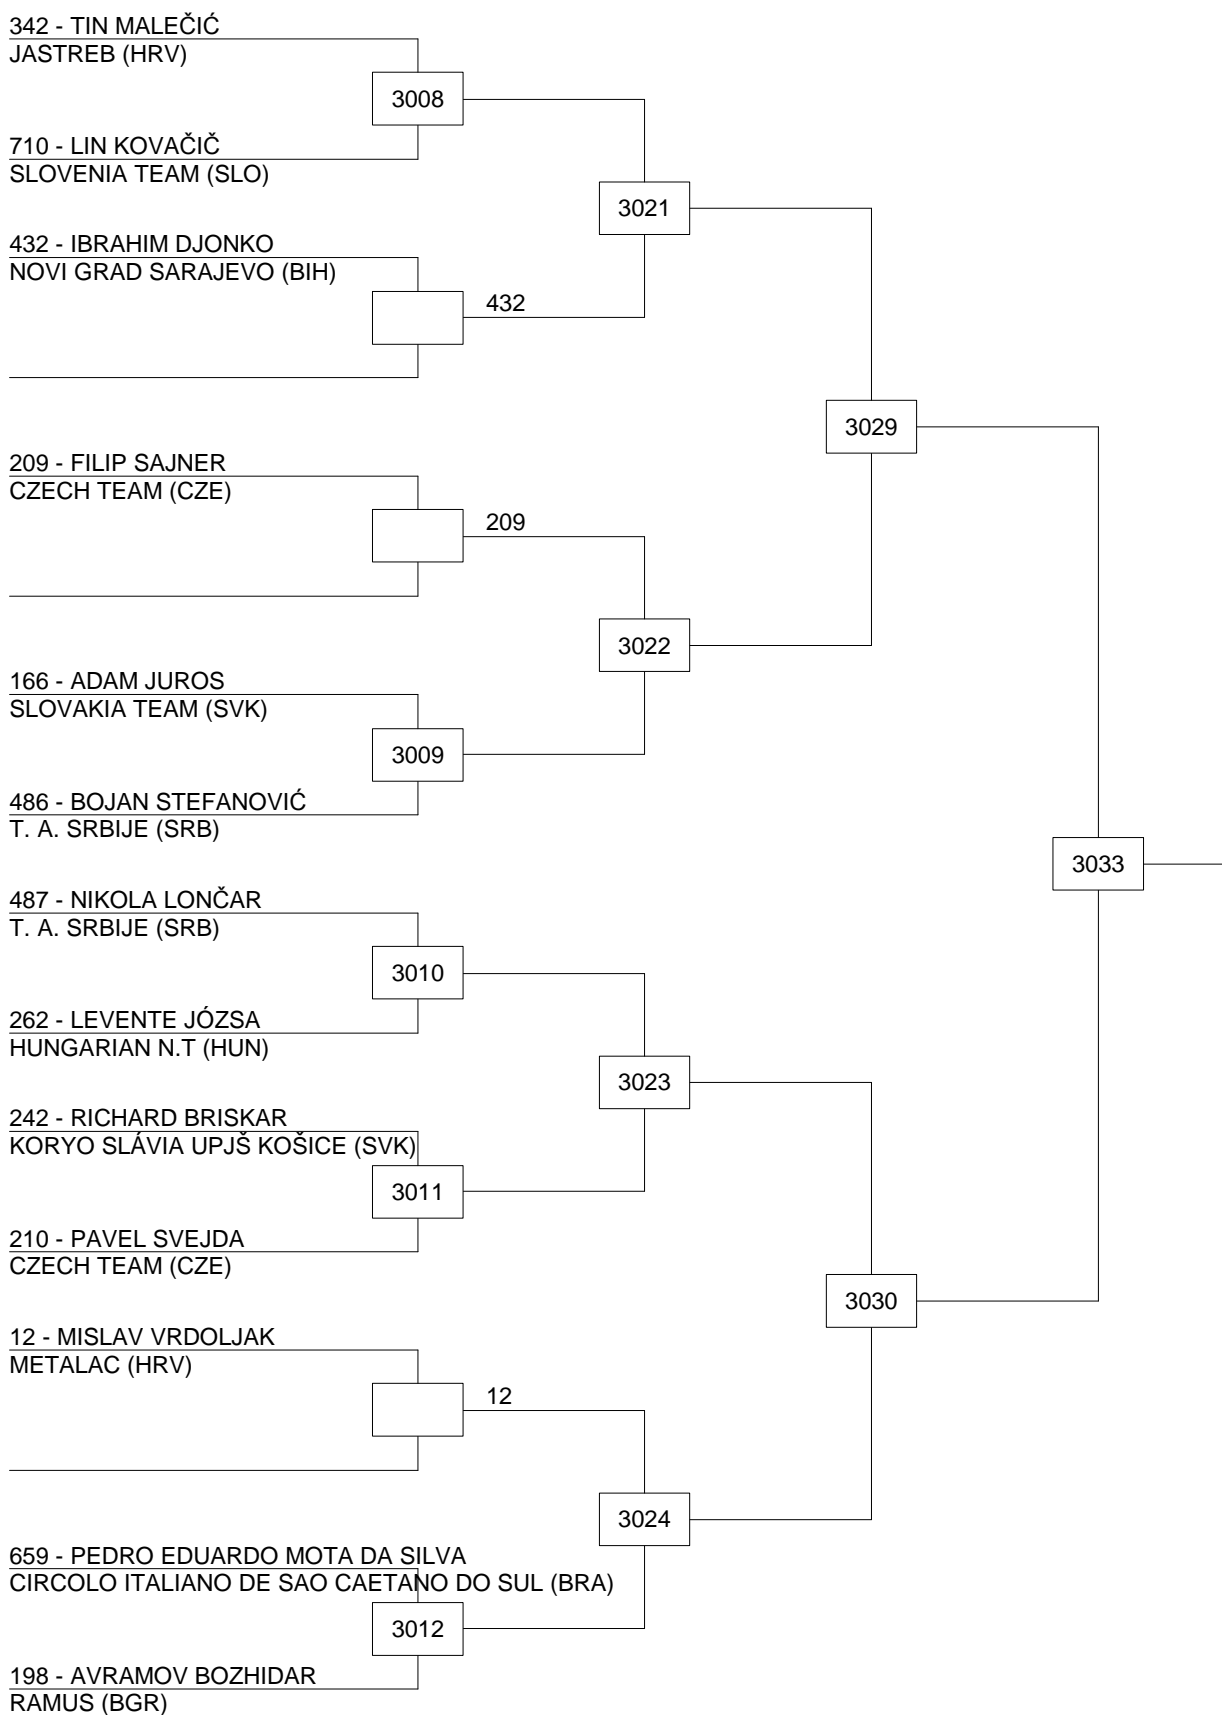 342 - TIN MALEČIĆ
JASTREB (HRV)
3008
710 - LIN KOVAČIČ
SLOVENIA TEAM (SLO)
3021
432 - IBRAHIM DJONKO
NOVI GRAD SARAJEVO (BIH)
432
3029
209 - FILIP SAJNER
CZECH TEAM (CZE)
209
3022
166 - ADAM JUROS
SLOVAKIA TEAM (SVK)
3009
486 - BOJAN STEFANOVIĆ
T. A. SRBIJE (SRB)
3033
487 - NIKOLA LONČAR
T. A. SRBIJE (SRB)
3010
262 - LEVENTE JÓZSA
HUNGARIAN N.T (HUN)
3023
242 - RICHARD BRISKAR
KORYO SLÁVIA UPJŠ KOŠICE (SVK)
3011
210 - PAVEL SVEJDA
CZECH TEAM (CZE)
3030
12 - MISLAV VRDOLJAK
METALAC (HRV)
12
3024
659 - PEDRO EDUARDO MOTA DA SILVA
CIRCOLO ITALIANO DE SAO CAETANO DO SUL (BRA)
3012
198 - AVRAMOV BOZHIDAR
RAMUS (BGR)